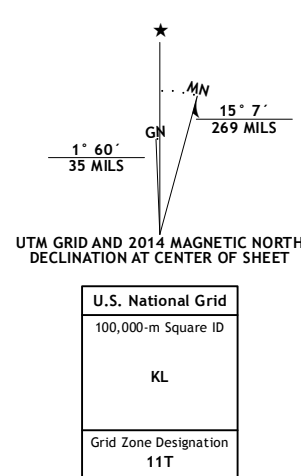 ★
MN
GN
15° 7´
269 MILS
1° 60´
35 MILS
UTM GRID AND 2014 MAGNETIC NORTH
DECLINATION AT CENTER OF SHEET
U.S. National Grid
100,000-m Square ID
KL
Grid Zone Designation
11T